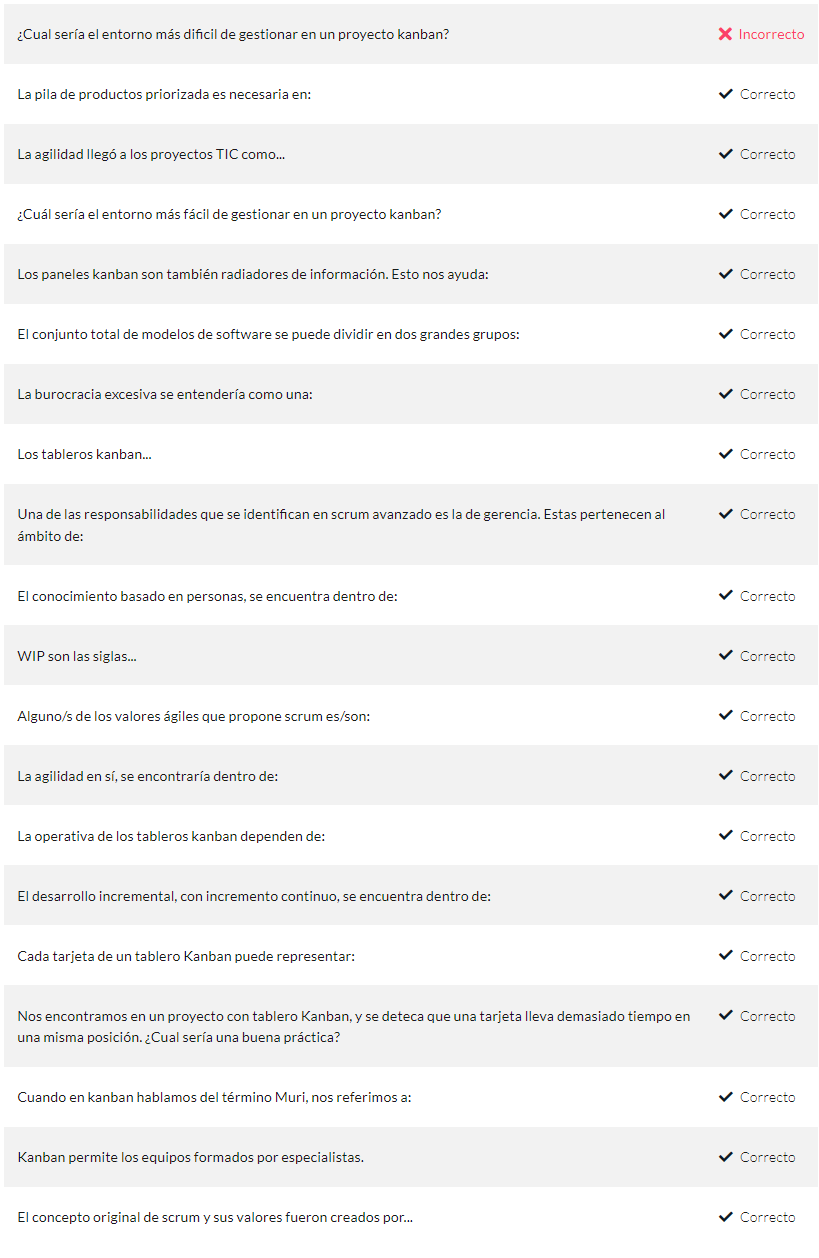 ¿Cual sería el entorno más dificil de gestionar en un proyecto kanban? Incorrecto
La pila de productos priorizada es necesaria en: Correcto
La agilidad llegó a los proyectos TIC como... Correcto
¿Cuál sería el entorno más fácil de gestionar en un proyecto kanban? Correcto
Los paneles kanban son también radiadores de información. Esto nos ayuda: Correcto
El conjunto total de modelos de software se puede dividir en dos grandes grupos: Correcto
La burocracia excesiva se entendería como una: Correcto
Los tableros kanban... Correcto
Una de las responsabilidades que se identifican en scrum avanzado es la de gerencia. Estas pertenecen al Correcto
ámbito de:
El conocimiento basado en personas, se encuentra dentro de: Correcto
WIP son las siglas... Correcto
Alguno/s de los valores ágiles que propone scrum es/son: Correcto
La agilidad en sí, se encontraría dentro de: Correcto
La operativa de los tableros kanban dependen de: Correcto
El desarrollo incremental, con incremento continuo, se encuentra dentro de: Correcto
Cada tarjeta de un tablero Kanban puede representar: Correcto
Nos encontramos en un proyecto con tablero Kanban, y se deteca que una tarjeta lleva demasiado tiempo en Correcto
una misma posición. ¿Cual sería una buena práctica?
Cuando en kanban hablamos del término Muri, nos referimos a: Correcto
Kanban permite los equipos formados por especialistas. Correcto
El concepto original de scrum y sus valores fueron creados por... Correcto